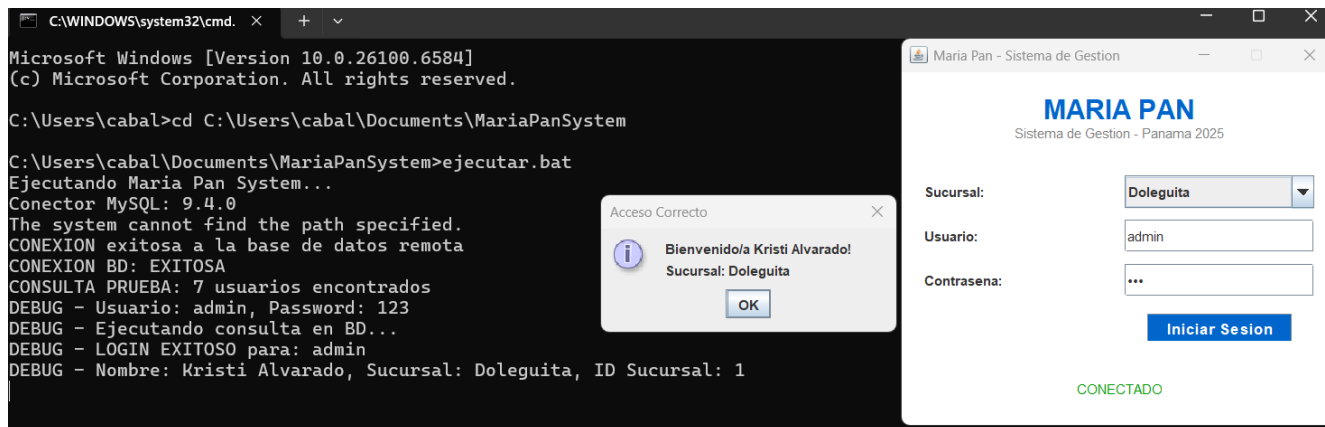 C:\WINDOWS\system32\cmd.
Microsoft Windows [Version 10.0.26100.6584]
(c) Microsoft Corporation. All rights reserved.
C:\Users\cabal>cd C:\Users\cabal\Documents\MariaPanSystem
C:\Users\cabal\Documents\MariaPanSystem>ejecutar.bat
Ejecutando Maria Pan System...
Conector MySQL: 9.4.0
The system cannot find the path specified.
CONEXION exitosa a la base de datos remota
CONEXION BD: EXITOSA
CONSULTA PRUEBA: 7 usuarios encontrados
DEBUG - Usuario: admin, Password: 123
DEBUG - Ejecutando consulta en BD...
DEBUG - LOGIN EXITOSO para: admin
DEBUG - Nombre: Kristi Alvarado, Sucursal: Doleguita, ID Sucursal: 1
Acceso Correcto
Bienvenido/a Kristi Alvarado!
Sucursal: Doleguita
OK
Maria Pan - Sistema de Gestion
MARIA PAN
Sistema de Gestion - Panama 2025
Sucursal: Doleguita
Usuario: admin
Contrasena: •••
Iniciar Sesion
CONECTADO